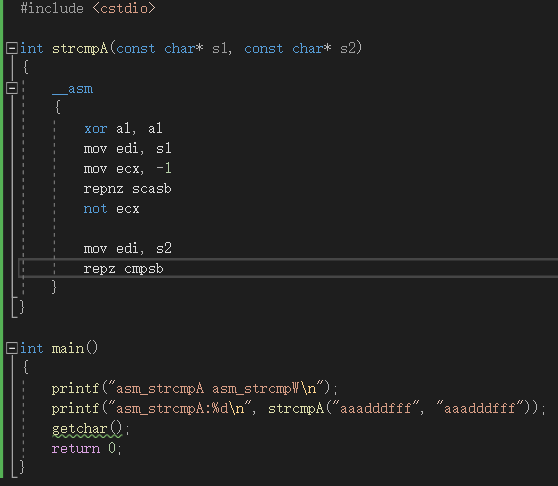 #include <cstdio>
int strcmpA(const char* s1, const char* s2)
{
__asm
{
xor al, al
mov edi, s1
mov ecx, -1
repnz scasb
not ecx
mov edi, s2
repz cmpsb
}
}
int main()
{
printf("asm_strcmpA asm_strcmpW\n");
printf("asm_strcmpA:%d\n", strcmpA("aaadddfff", "aaadddfff"));
getchar();
return 0;
}